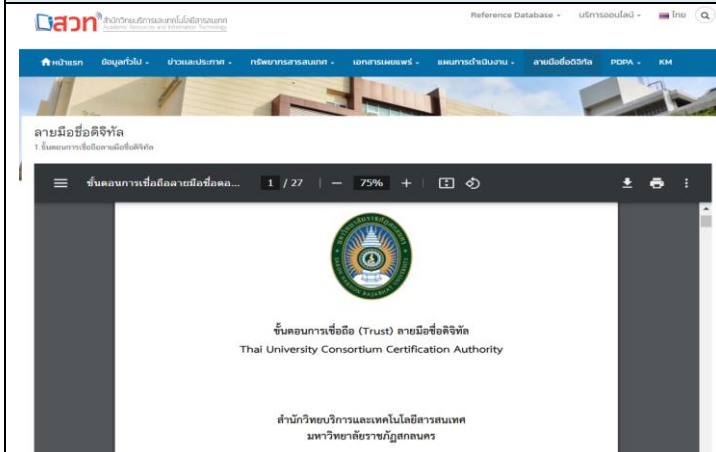 สวท
สำนักวิทยบริการและเทคโนโลยีสารสนเทศ
Academic Resources and Information Technology
Reference Database
บริการออนไลน์
ไทย
หน้าแรก
ข้อมูลทั่วไป
ข่าวและประกาศ
ทรัพยากรสารสนเทศ
เอกสารเผยแพร่
แผนการดำเนินงาน
ลายมือชื่อดิจิทัล
PDPA
KM
ลายมือชื่อดิจิทัล
1.ขั้นตอนการเชื่อถือลายมือชื่อดิจิทัล
ขั้นตอนการเชื่อถือลายมือชื่อดอ...
1 / 27
75%
ขั้นตอนการเชื่อถือ (Trust) ลายมือชื่อดิจิทัล
Thai University Consortium Certification Authority
สำนักวิทยบริการและเทคโนโลยีสารสนเทศ
มหาวิทยาลัยราชภัฏสกลนคร